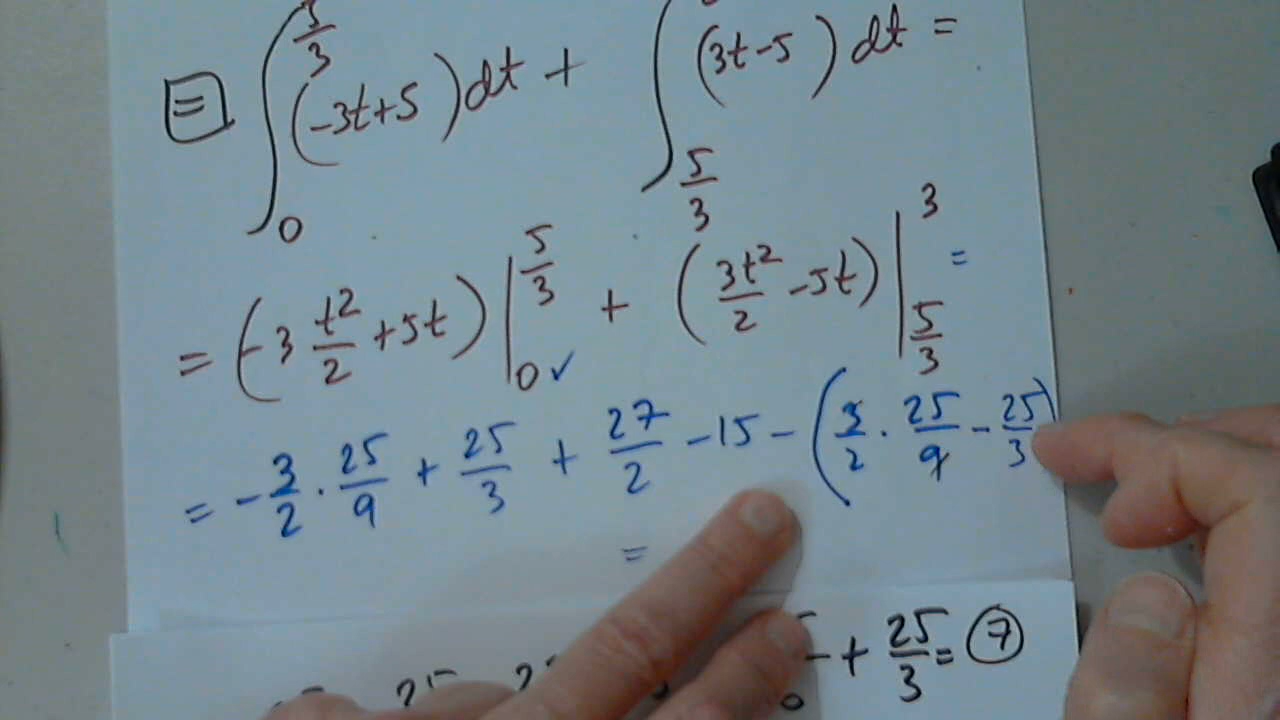 = ∫_0^{5/3} (-3t+5) dt + ∫_{5/3} (3t-5) dt =
= (-3 t²/2 + 5t) |_0^{5/3} ✓ + (3t²/2 - 5t) |_{5/3}^3 =
= -3/2 · 25/9 + 25/3 + 27/2 - 15 - (3/2 · 25/9 - 25/3)
=
+ 25/3 = 7